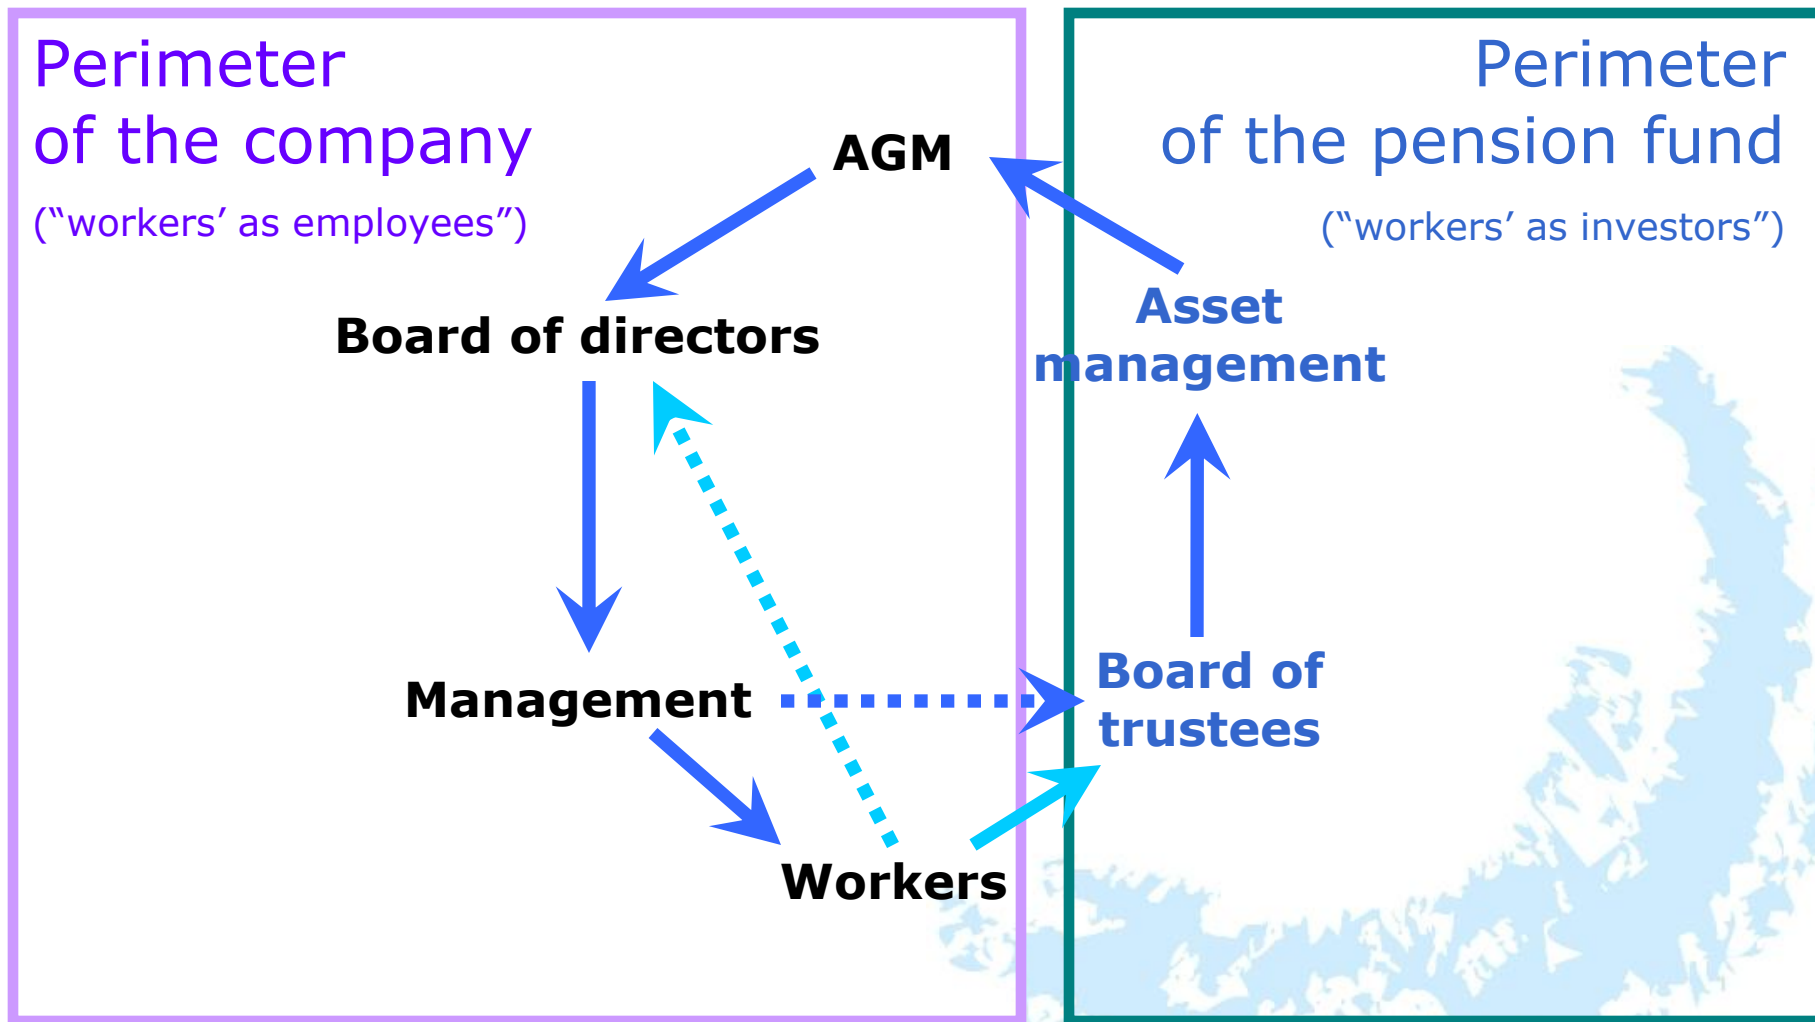 Perimeter
of the company
(“workers’ as employees”)
Perimeter
of the pension fund
(“workers’ as investors”)
AGM
Board of directors
Asset
management
Management
Board of
trustees
Workers